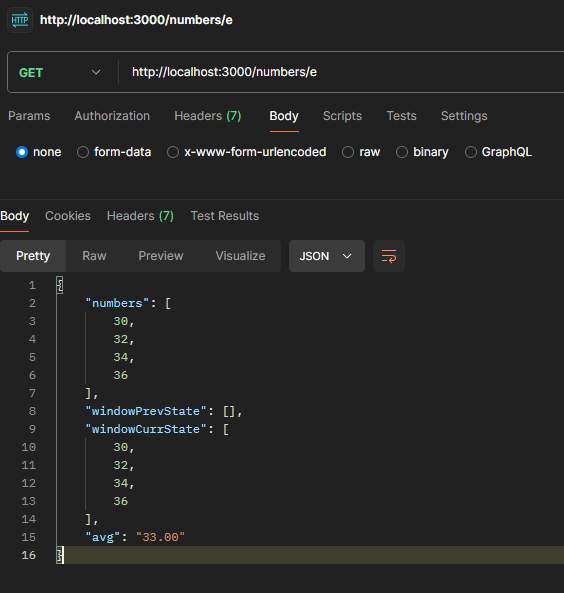 HTTP http://localhost:3000/numbers/e
GET http://localhost:3000/numbers/e
Params Authorization Headers (7) Body Scripts Tests Settings
none form-data x-www-form-urlencoded raw binary GraphQL
Body Cookies Headers (7) Test Results
Pretty Raw Preview Visualize JSON
1 {
2 "numbers": [
3 30,
4 32,
5 34,
6 36
7 ],
8 "windowPrevState": [],
9 "windowCurrState": [
10 30,
11 32,
12 34,
13 36
14 ],
15 "avg": "33.00"
16 }